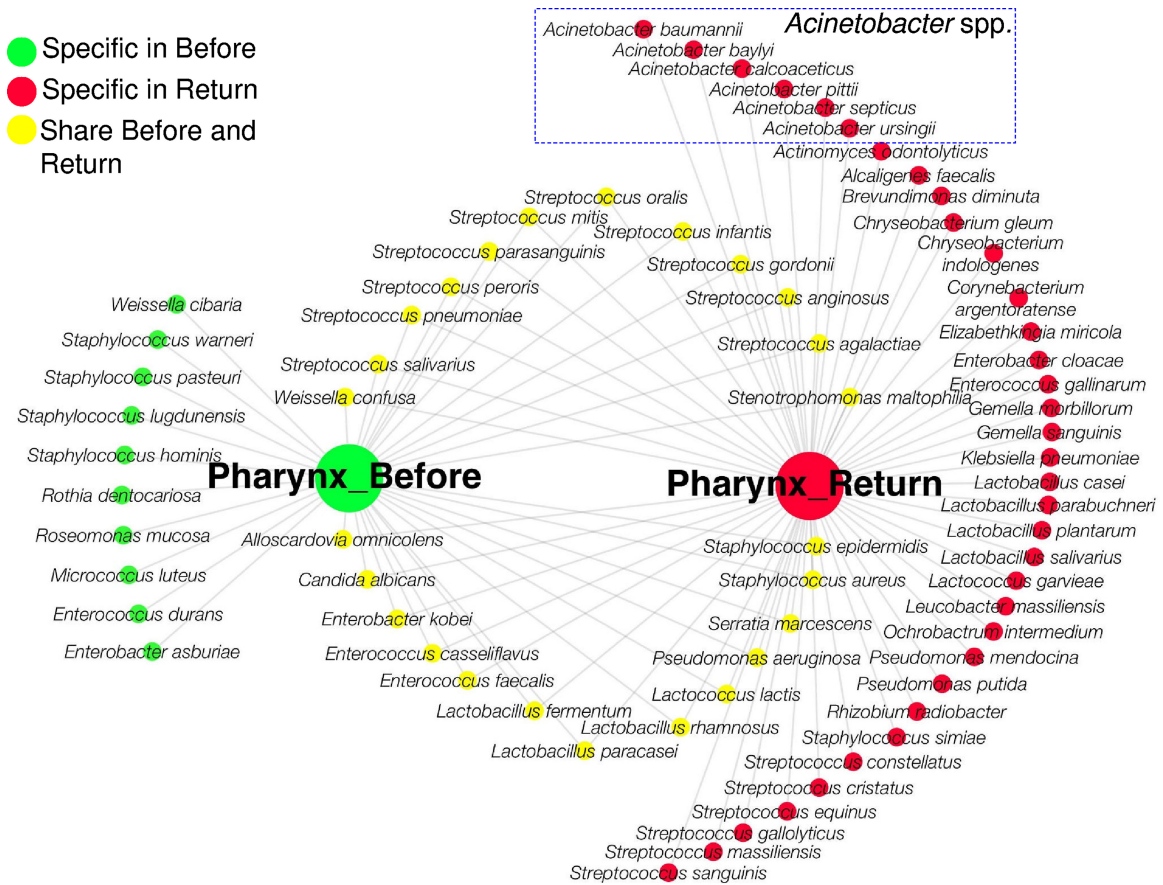 Specific in Before
Specific in Return
Share Before and
Return
Acinetobacter spp.
Acinetobacter baumannii
Acinetobacter baylyi
Acinetobacter calcoaceticus
Acinetobacter pittii
Acinetobacter septicus
Acinetobacter ursingii
Actinomyces odontolyticus
Alcaligenes faecalis
Brevundimonas diminuta
Chryseobacterium gleum
Chryseobacterium
indologenes
Corynebacterium
argentoratense
Elizabethkingia miricola
Enterobacter cloacae
Enterococcus gallinarum
Gemella morbillorum
Gemella sanguinis
Klebsiella pneumoniae
Lactobacillus casei
Lactobacillus parabuchneri
Lactobacillus plantarum
Lactobacillus salivarius
Lactococcus garvieae
Leucobacter massiliensis
Ochrobactrum intermedium
Pseudomonas mendocina
Pseudomonas putida
Rhizobium radiobacter
Staphylococcus simiae
Streptococcus constellatus
Streptococcus cristatus
Streptococcus equinus
Streptococcus gallolyticus
Streptococcus massiliensis
Streptococcus sanguinis
Streptococcus oralis
Streptococcus mitis
Streptococcus infantis
Streptococcus parasanguinis
Streptococcus gordonii
Streptococcus peroris
Streptococcus anginosus
Streptococcus pneumoniae
Streptococcus agalactiae
Streptococcus salivarius
Weissella confusa
Stenotrophomonas maltophilia
Weissella cibaria
Staphylococcus warneri
Staphylococcus pasteuri
Staphylococcus lugdunensis
Staphylococcus hominis
Rothia dentocariosa
Roseomonas mucosa
Micrococcus luteus
Enterococcus durans
Enterobacter asburiae
Pharynx_Before
Pharynx_Return
Alloscardovia omnicolens
Candida albicans
Enterobacter kobei
Enterococcus casseliflavus
Enterococcus faecalis
Lactobacillus fermentum
Lactobacillus paracasei
Staphylococcus epidermidis
Staphylococcus aureus
Serratia marcescens
Pseudomonas aeruginosa
Lactococcus lactis
Lactobacillus rhamnosus